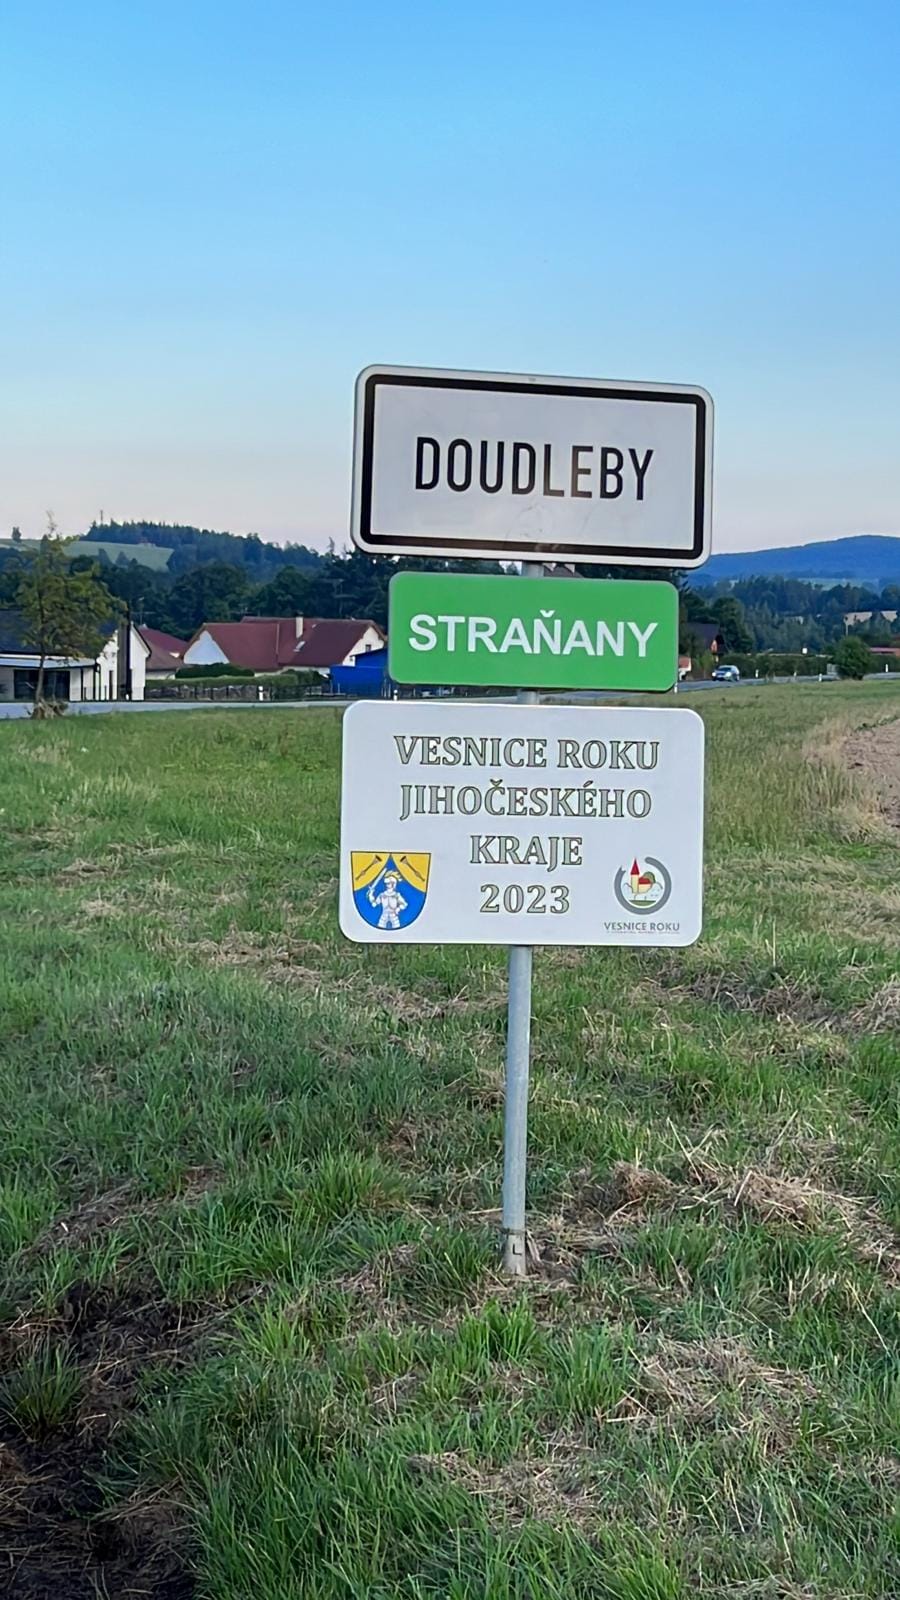 DOUDLEBY
STRAŇANY
VESNICE ROKU
JIHOČESKÉHO
KRAJE
2023
VESNICE ROKU